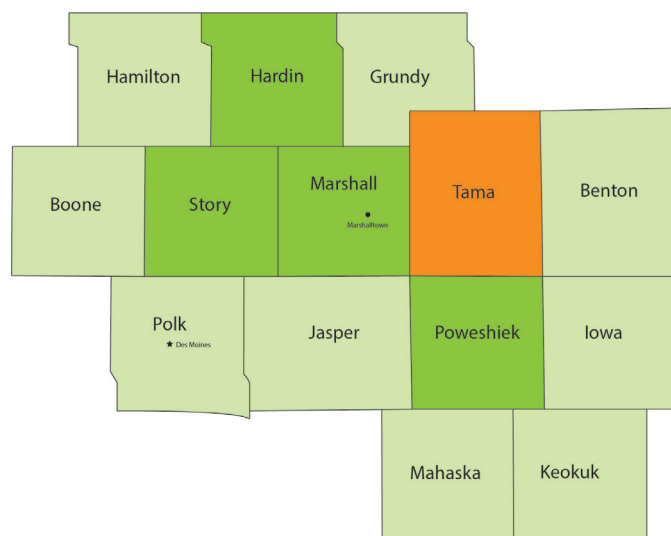 Hamilton
Hardin
Grundy
Boone
Story
Marshall
Marshalltown
Tama
Benton
Polk
Des Moines
Jasper
Poweshiek
Iowa
Mahaska
Keokuk